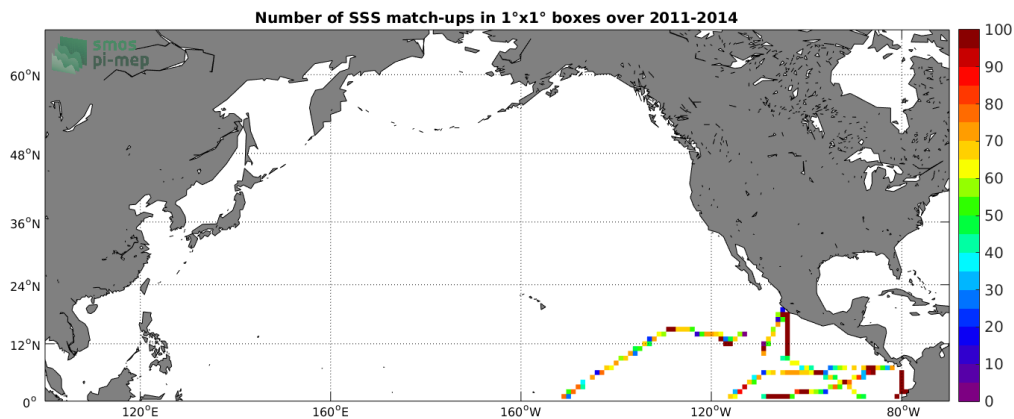 Number of SSS match-ups in 1°x1° boxes over 2011-2014
smos
pi-mep
60°N
48°N
36°N
24°N
12°N
0°
120°E
160°E
160°W
120°W
80°W
100
90
80
70
60
50
40
30
20
10
0